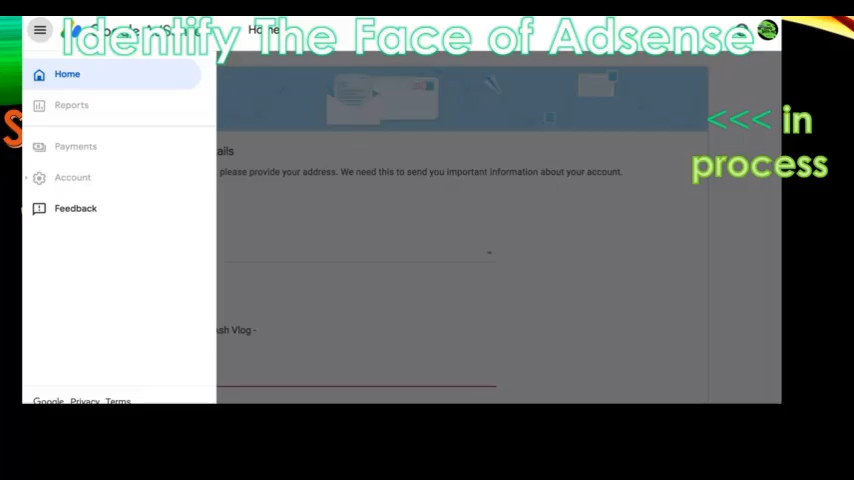 Identify The Face of Adsense
Home
Home
Reports
<<< in
process
Payments
ails
please provide your address. We need this to send you important information about your account.
Account
Feedback
Ash Vlog -
Google Privacy Terms